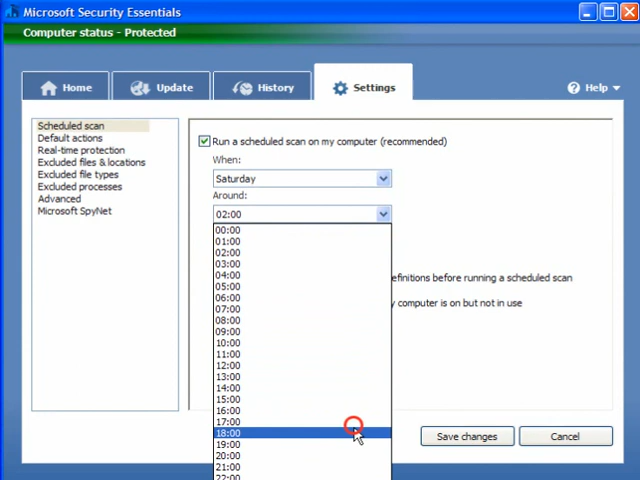 Microsoft Security Essentials
Computer status - Protected
Home
Update
History
Settings
Help
Scheduled scan
Default actions
Real-time protection
Excluded files & locations
Excluded file types
Excluded processes
Advanced
Microsoft SpyNet
Run a scheduled scan on my computer (recommended)
When:
Saturday
Around:
02:00
00:00
01:00
02:00
03:00
04:00
05:00
06:00
07:00
08:00
09:00
10:00
11:00
12:00
13:00
14:00
15:00
16:00
17:00
18:00
19:00
20:00
21:00
22:00
efinitions before running a scheduled scan
y computer is on but not in use
Save changes
Cancel